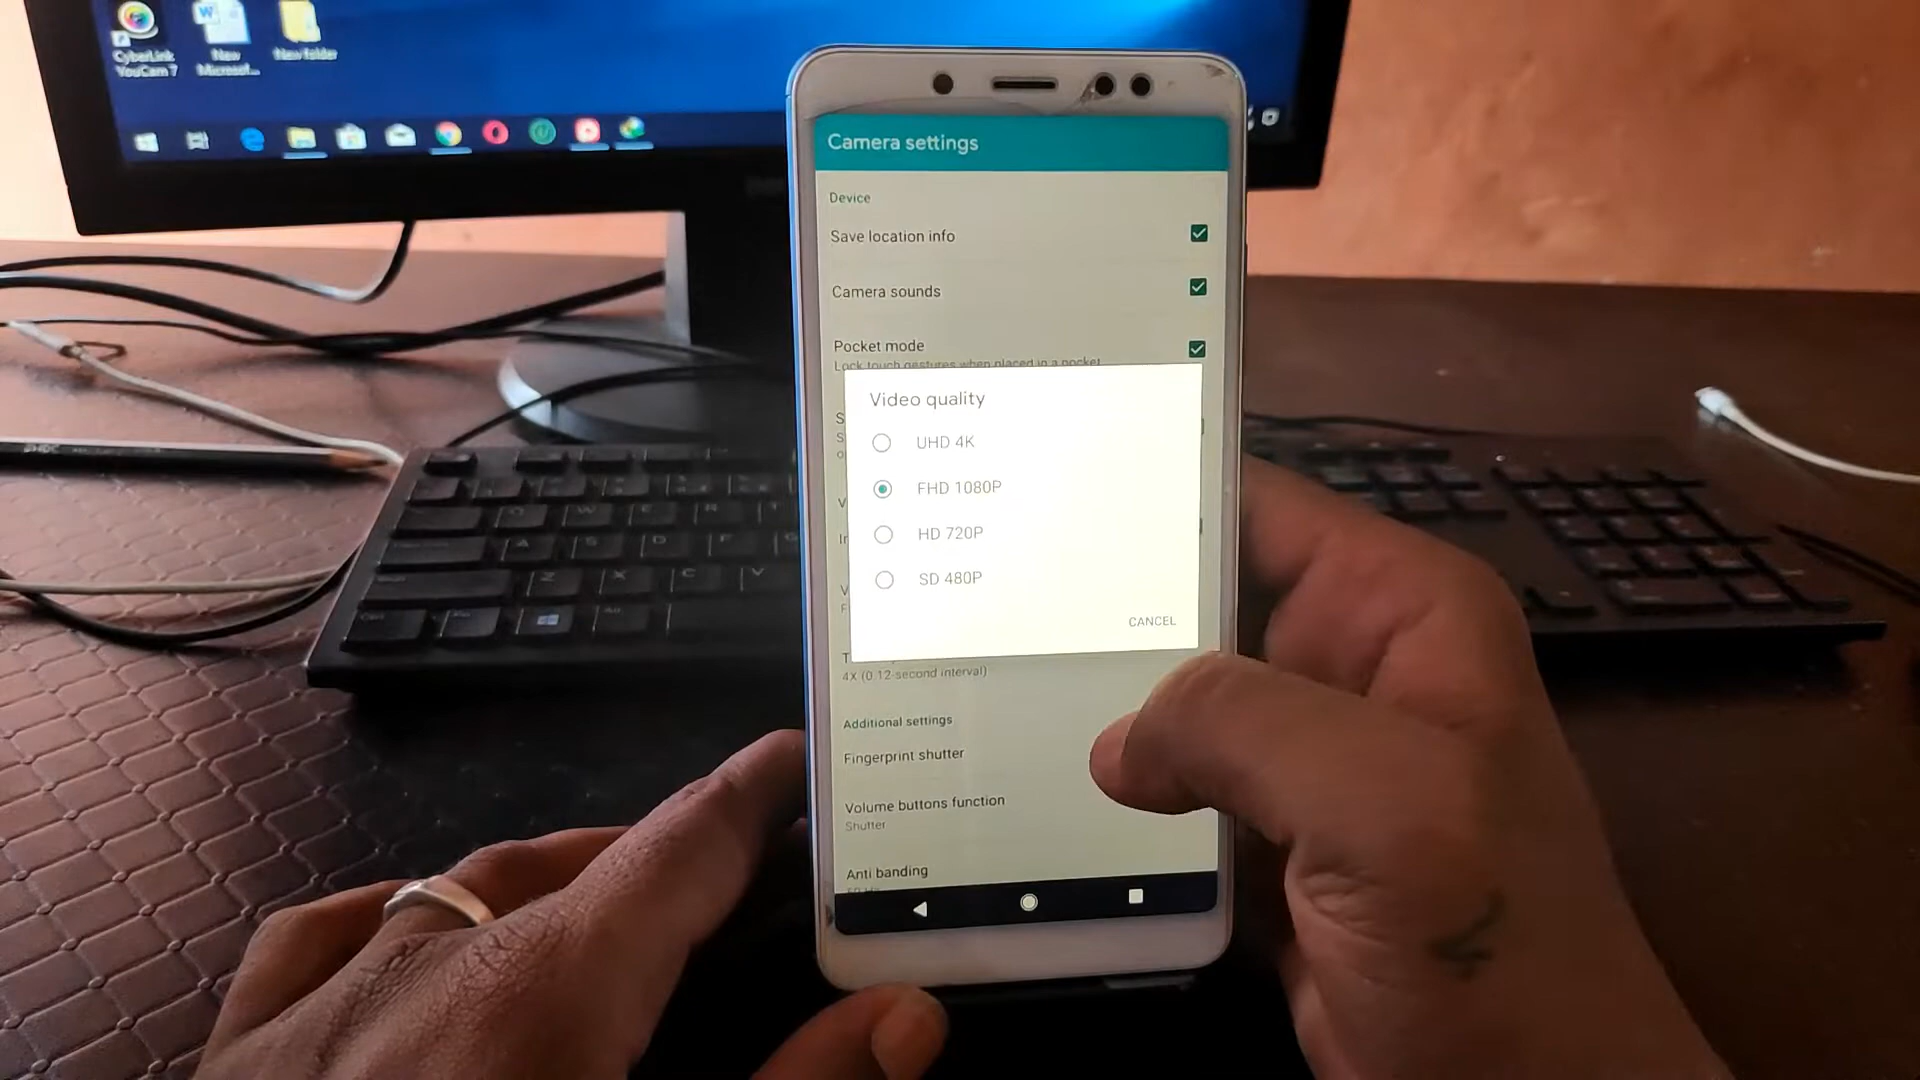 CyberLink
YouCam 7
New
Microsof...
New folder
Camera settings
Device
Save location info
Camera sounds
Pocket mode
Lock touch gestures when placed in a pocket
Video quality
UHD 4K
FHD 1080P
HD 720P
SD 480P
CANCEL
4X (0.12-second interval)
Additional settings
Fingerprint shutter
Volume buttons function
Shutter
Anti banding